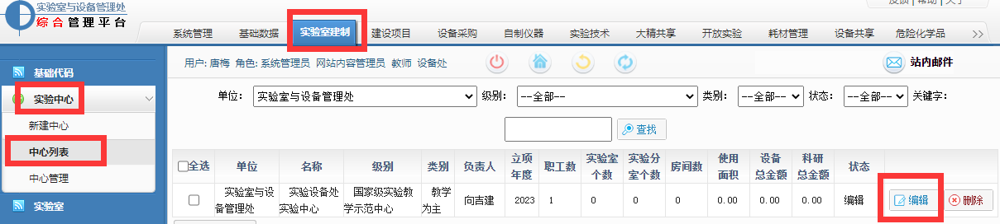 实验室与设备管理处
反馈 | 帮助 | 关于
综合管理平台
系统管理 基础数据 实验室建制 建设项目 设备采购 自制仪器 实验技术 大精共享 开放实验 耗材管理 设备共享 危险化学品 >>
用户: 唐梅 角色: 系统管理员 网站内容管理员 教师 设备处 站内邮件
基础代码
实验中心
新建中心
中心列表
中心管理
实验室
单位: 实验室与设备管理处 级别: --全部-- 类别: --全部-- 状态: --全部-- 关键字:
查找
全选 单位 名称 级别 类别 负责人 立项年度 职工数 实验室个数 实验分室个数 房间数 使用面积 设备总金额 科研总金额 状态
实验室与设备管理处 实验设备处实验中心 国家级实验教学示范中心 教学为主 向吉建 2023 1 0 0 0 0.00 0.00 0.00 编辑 编辑 删除